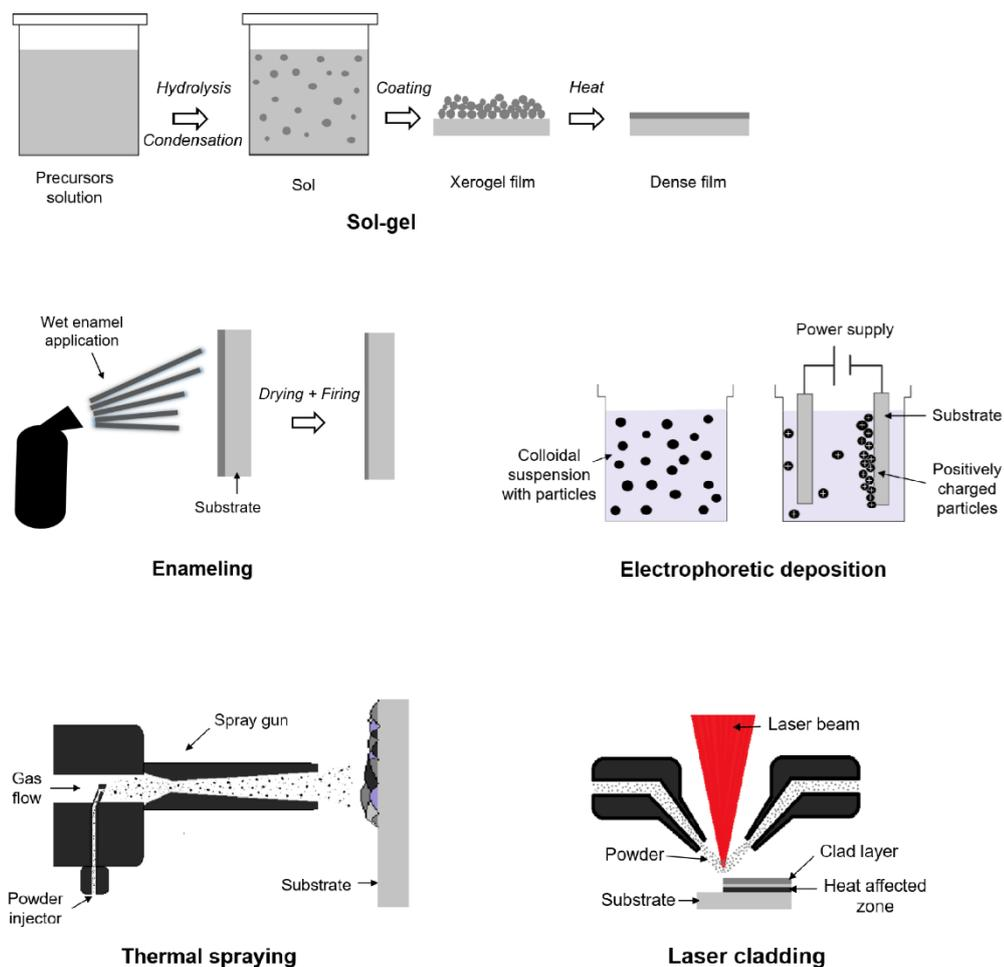 Hydrolysis
Condensation
Coating
Heat
Precursors
solution
Sol
Xerogel film
Dense film
Sol-gel
Wet enamel
application
Drying + Firing
Substrate
Enameling
Power supply
Colloidal
suspension
with particles
Substrate
Positively
charged
particles
Electrophoretic deposition
Spray gun
Gas
flow
Powder
injector
Substrate
Thermal spraying
Laser beam
Powder
Clad layer
Heat affected
zone
Substrate
Laser cladding